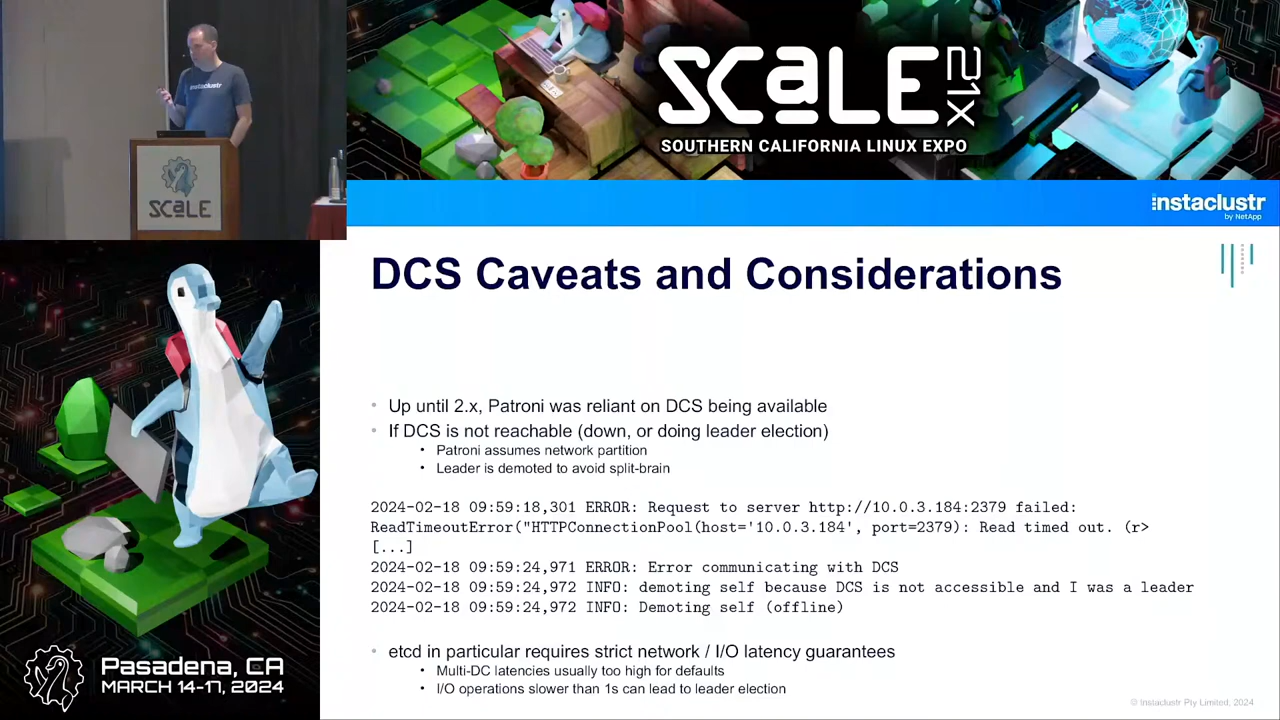 instaclustr
SCALE
SCaLE 21X
SOUTHERN CALIFORNIA LINUX EXPO
instaclustr
by NetApp
DCS Caveats and Considerations
• Up until 2.x, Patroni was reliant on DCS being available
• If DCS is not reachable (down, or doing leader election)
• Patroni assumes network partition
• Leader is demoted to avoid split-brain
2024-02-18 09:59:18,301 ERROR: Request to server http://10.0.3.184:2379 failed:
ReadTimeoutError("HTTPConnectionPool(host='10.0.3.184', port=2379): Read timed out. (r>
[...]
2024-02-18 09:59:24,971 ERROR: Error communicating with DCS
2024-02-18 09:59:24,972 INFO: demoting self because DCS is not accessible and I was a leader
2024-02-18 09:59:24,972 INFO: Demoting self (offline)
• etcd in particular requires strict network / I/O latency guarantees
• Multi-DC latencies usually too high for defaults
• I/O operations slower than 1s can lead to leader election
© Instaclustr Pty Limited, 2024
Pasadena, CA
MARCH 14-17, 2024